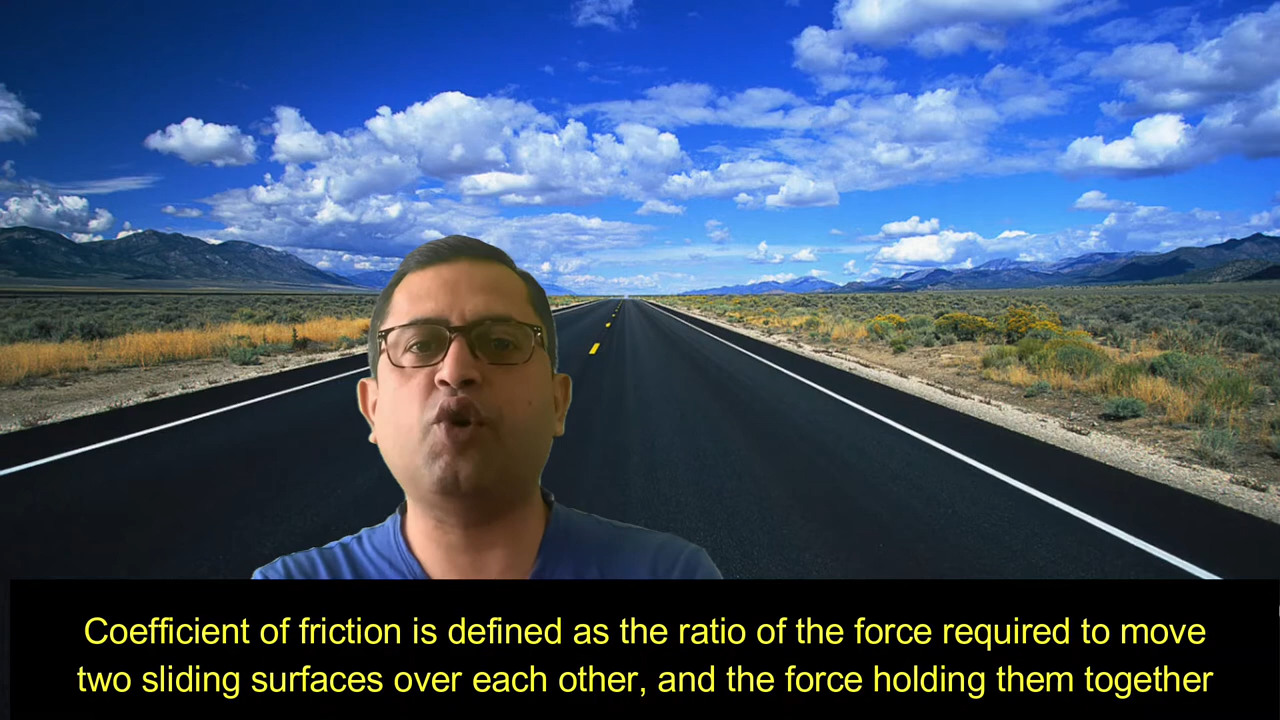 Coefficient of friction is defined as the ratio of the force required to move
two sliding surfaces over each other, and the force holding them together